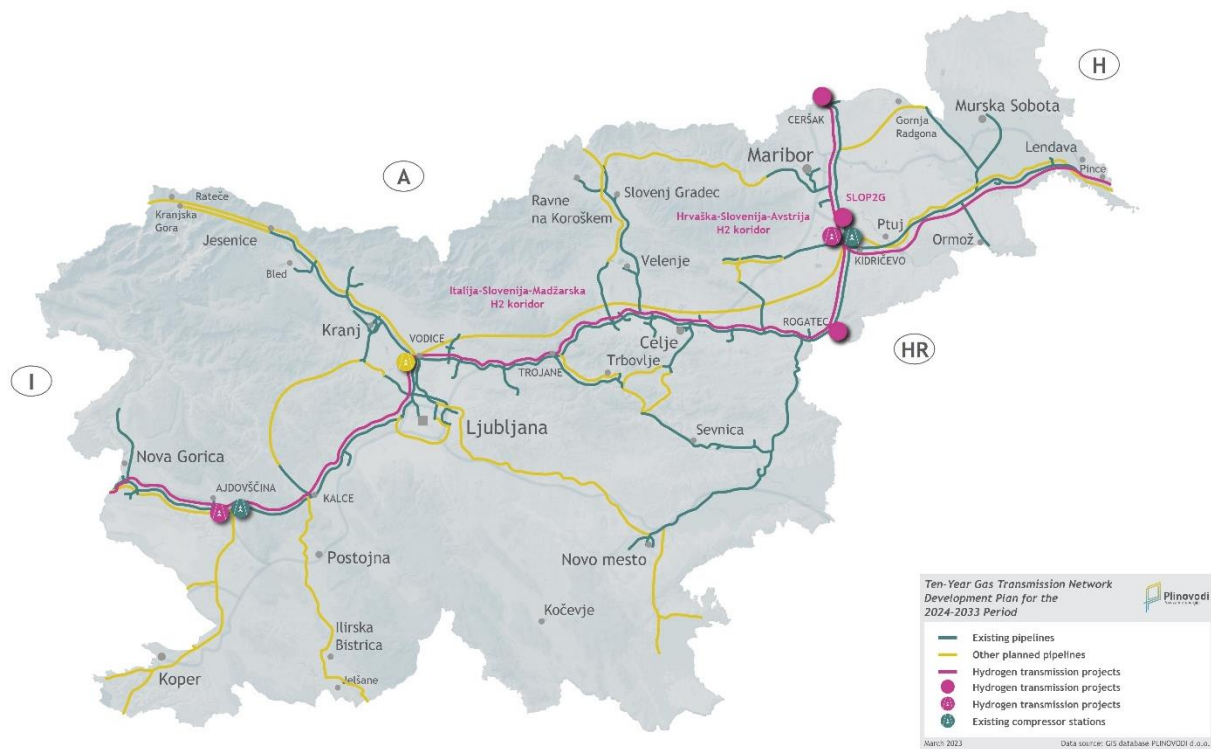 H
A
I
HR
CERŠAK
Gornja
Radgona
Murska Sobota
Lendava
Pince
Maribor
Rateče
Kranjska
Gora
Jesenice
Bled
Ravne
na Koroškem
Slovenj Gradec
SLOP2G
Hrvaška-Slovenija-Avstrija
H2 koridor
Ptuj
Ormož
KIDRIČEVO
Velenje
Italija-Slovenija-Madžarska
H2 koridor
Kranj
VODICE
ROGATEC
Celje
TROJANE
Trbovlje
Ljubljana
Sevnica
Nova Gorica
AJDOVŠČINA
KALCE
Postojna
Novo mesto
Kočevje
Ilirska
Bistrica
Koper
Jelšane
Ten-Year Gas Transmission Network
Development Plan for the
2024-2033 Period
Plinovodi
Existing pipelines
Other planned pipelines
Hydrogen transmission projects
Hydrogen transmission projects
Hydrogen transmission projects
Existing compressor stations
March 2023
Data source: GIS database PLINOVODI d.o.o.